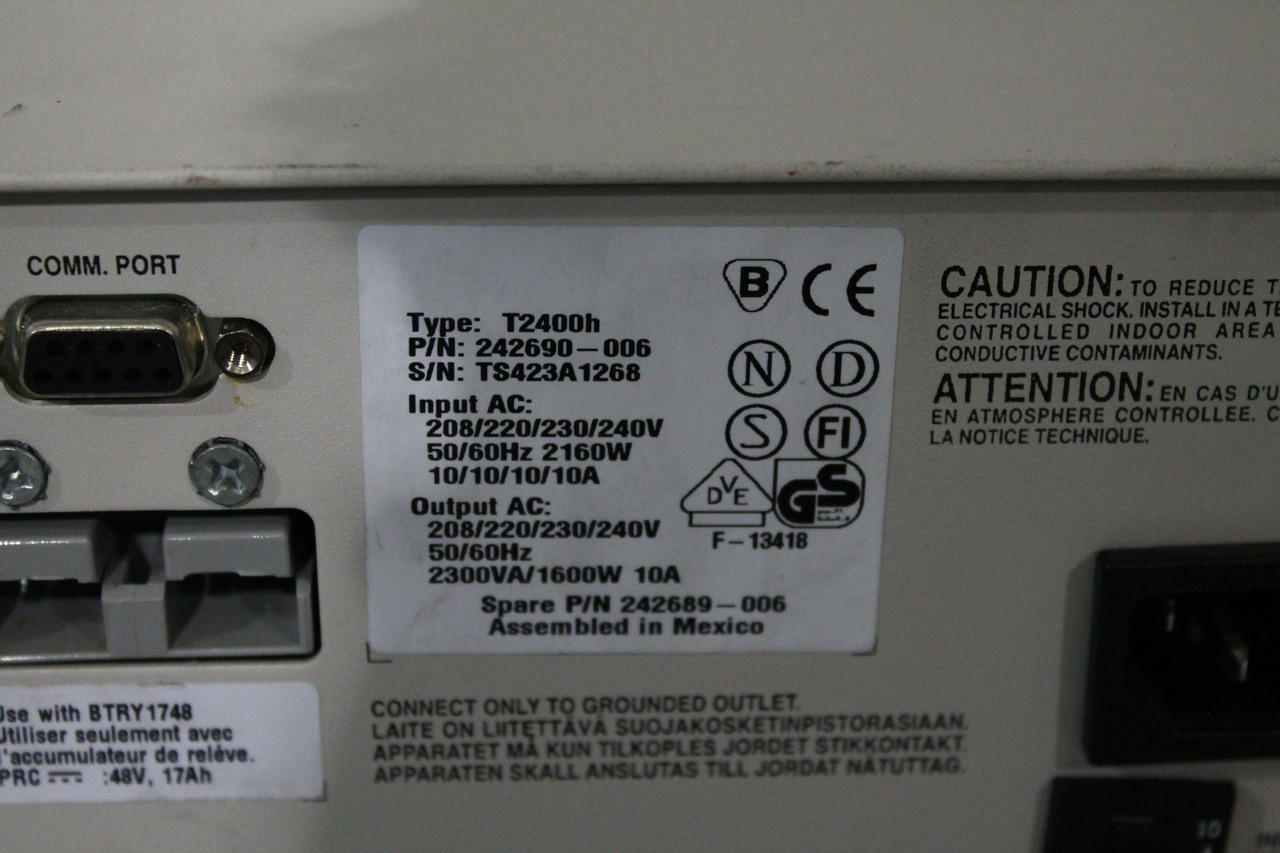 COMM. PORT
Type: T2400h
P/N: 242690-006
S/N: TS423A1268
Input AC:
208/220/230/240V
50/60Hz 2160W
10/10/10/10A
Output AC:
208/220/230/240V
50/60Hz
2300VA/1600W 10A
Spare P/N 242689-006
Assembled in Mexico
B CE
N D
S FI
DVE GS
F-13418
CAUTION: TO REDUCE
ELECTRICAL SHOCK. INSTALL IN A
CONTROLLED INDOOR AREA
CONDUCTIVE CONTAMINANTS.
ATTENTION: EN CAS
EN ATMOSPHERE CONTROLLEE.
LA NOTICE TECHNIQUE.
Use with BTRY1748
Utiliser seulement avec
l'accumulateur de reléve.
PRC ⎓ :48V, 17Ah
CONNECT ONLY TO GROUNDED OUTLET.
LAITE ON LIITETTÄVÄ SUOJAKOSKETINPISTORASIAAN.
APPARATET MÅ KUN TILKOPLES JORDET STIKKONTAKT.
APPARATEN SKALL ANSLUTAS TILL JORDAT NÄTUTTAG.
10